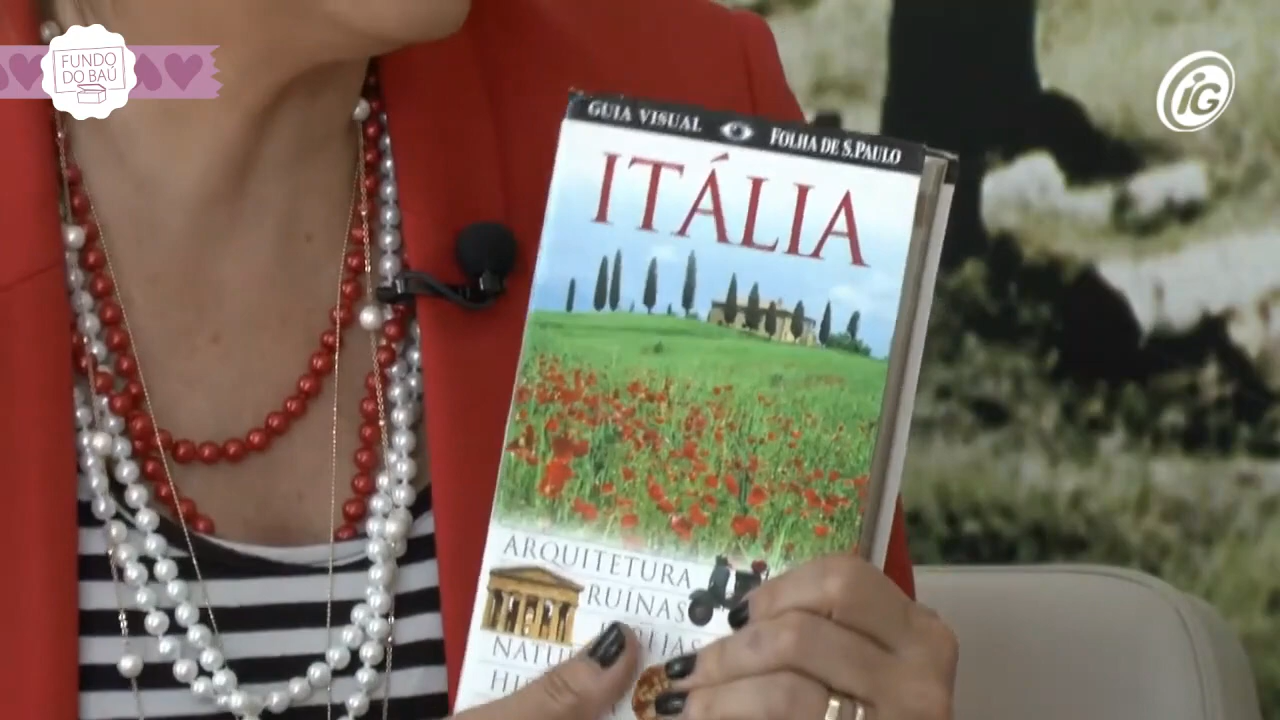 FUNDO
DO BAÚ
iG
GUIA VISUAL FOLHA DE S.PAULO
ITÁLIA
ARQUITETURA
RUÍNAS